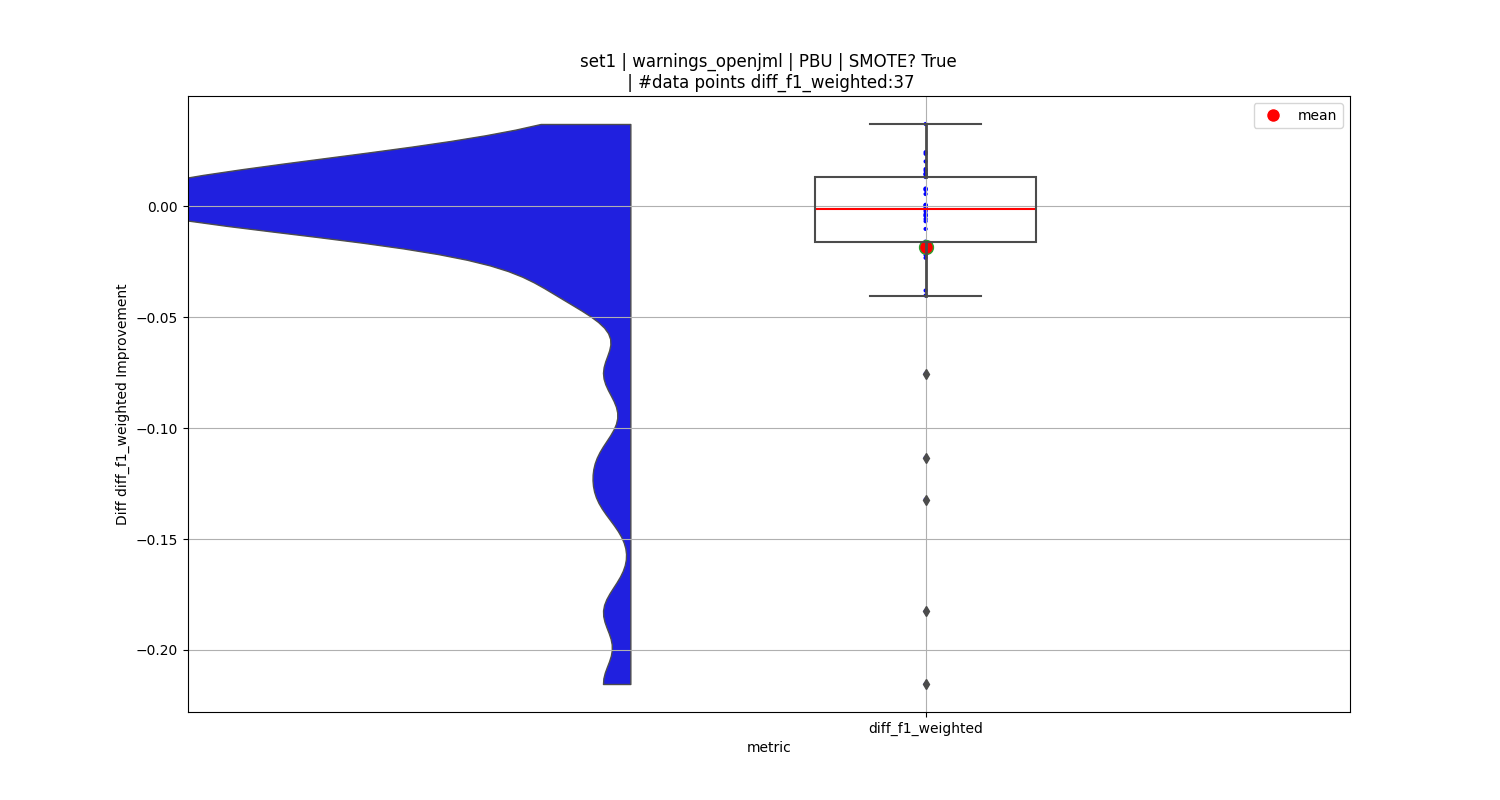 set1 | warnings_openjml | PBU | SMOTE? True
| #data points diff_f1_weighted:37
mean
0.00
−0.05
−0.10
−0.15
−0.20
Diff diff_f1_weighted Improvement
diff_f1_weighted
metric